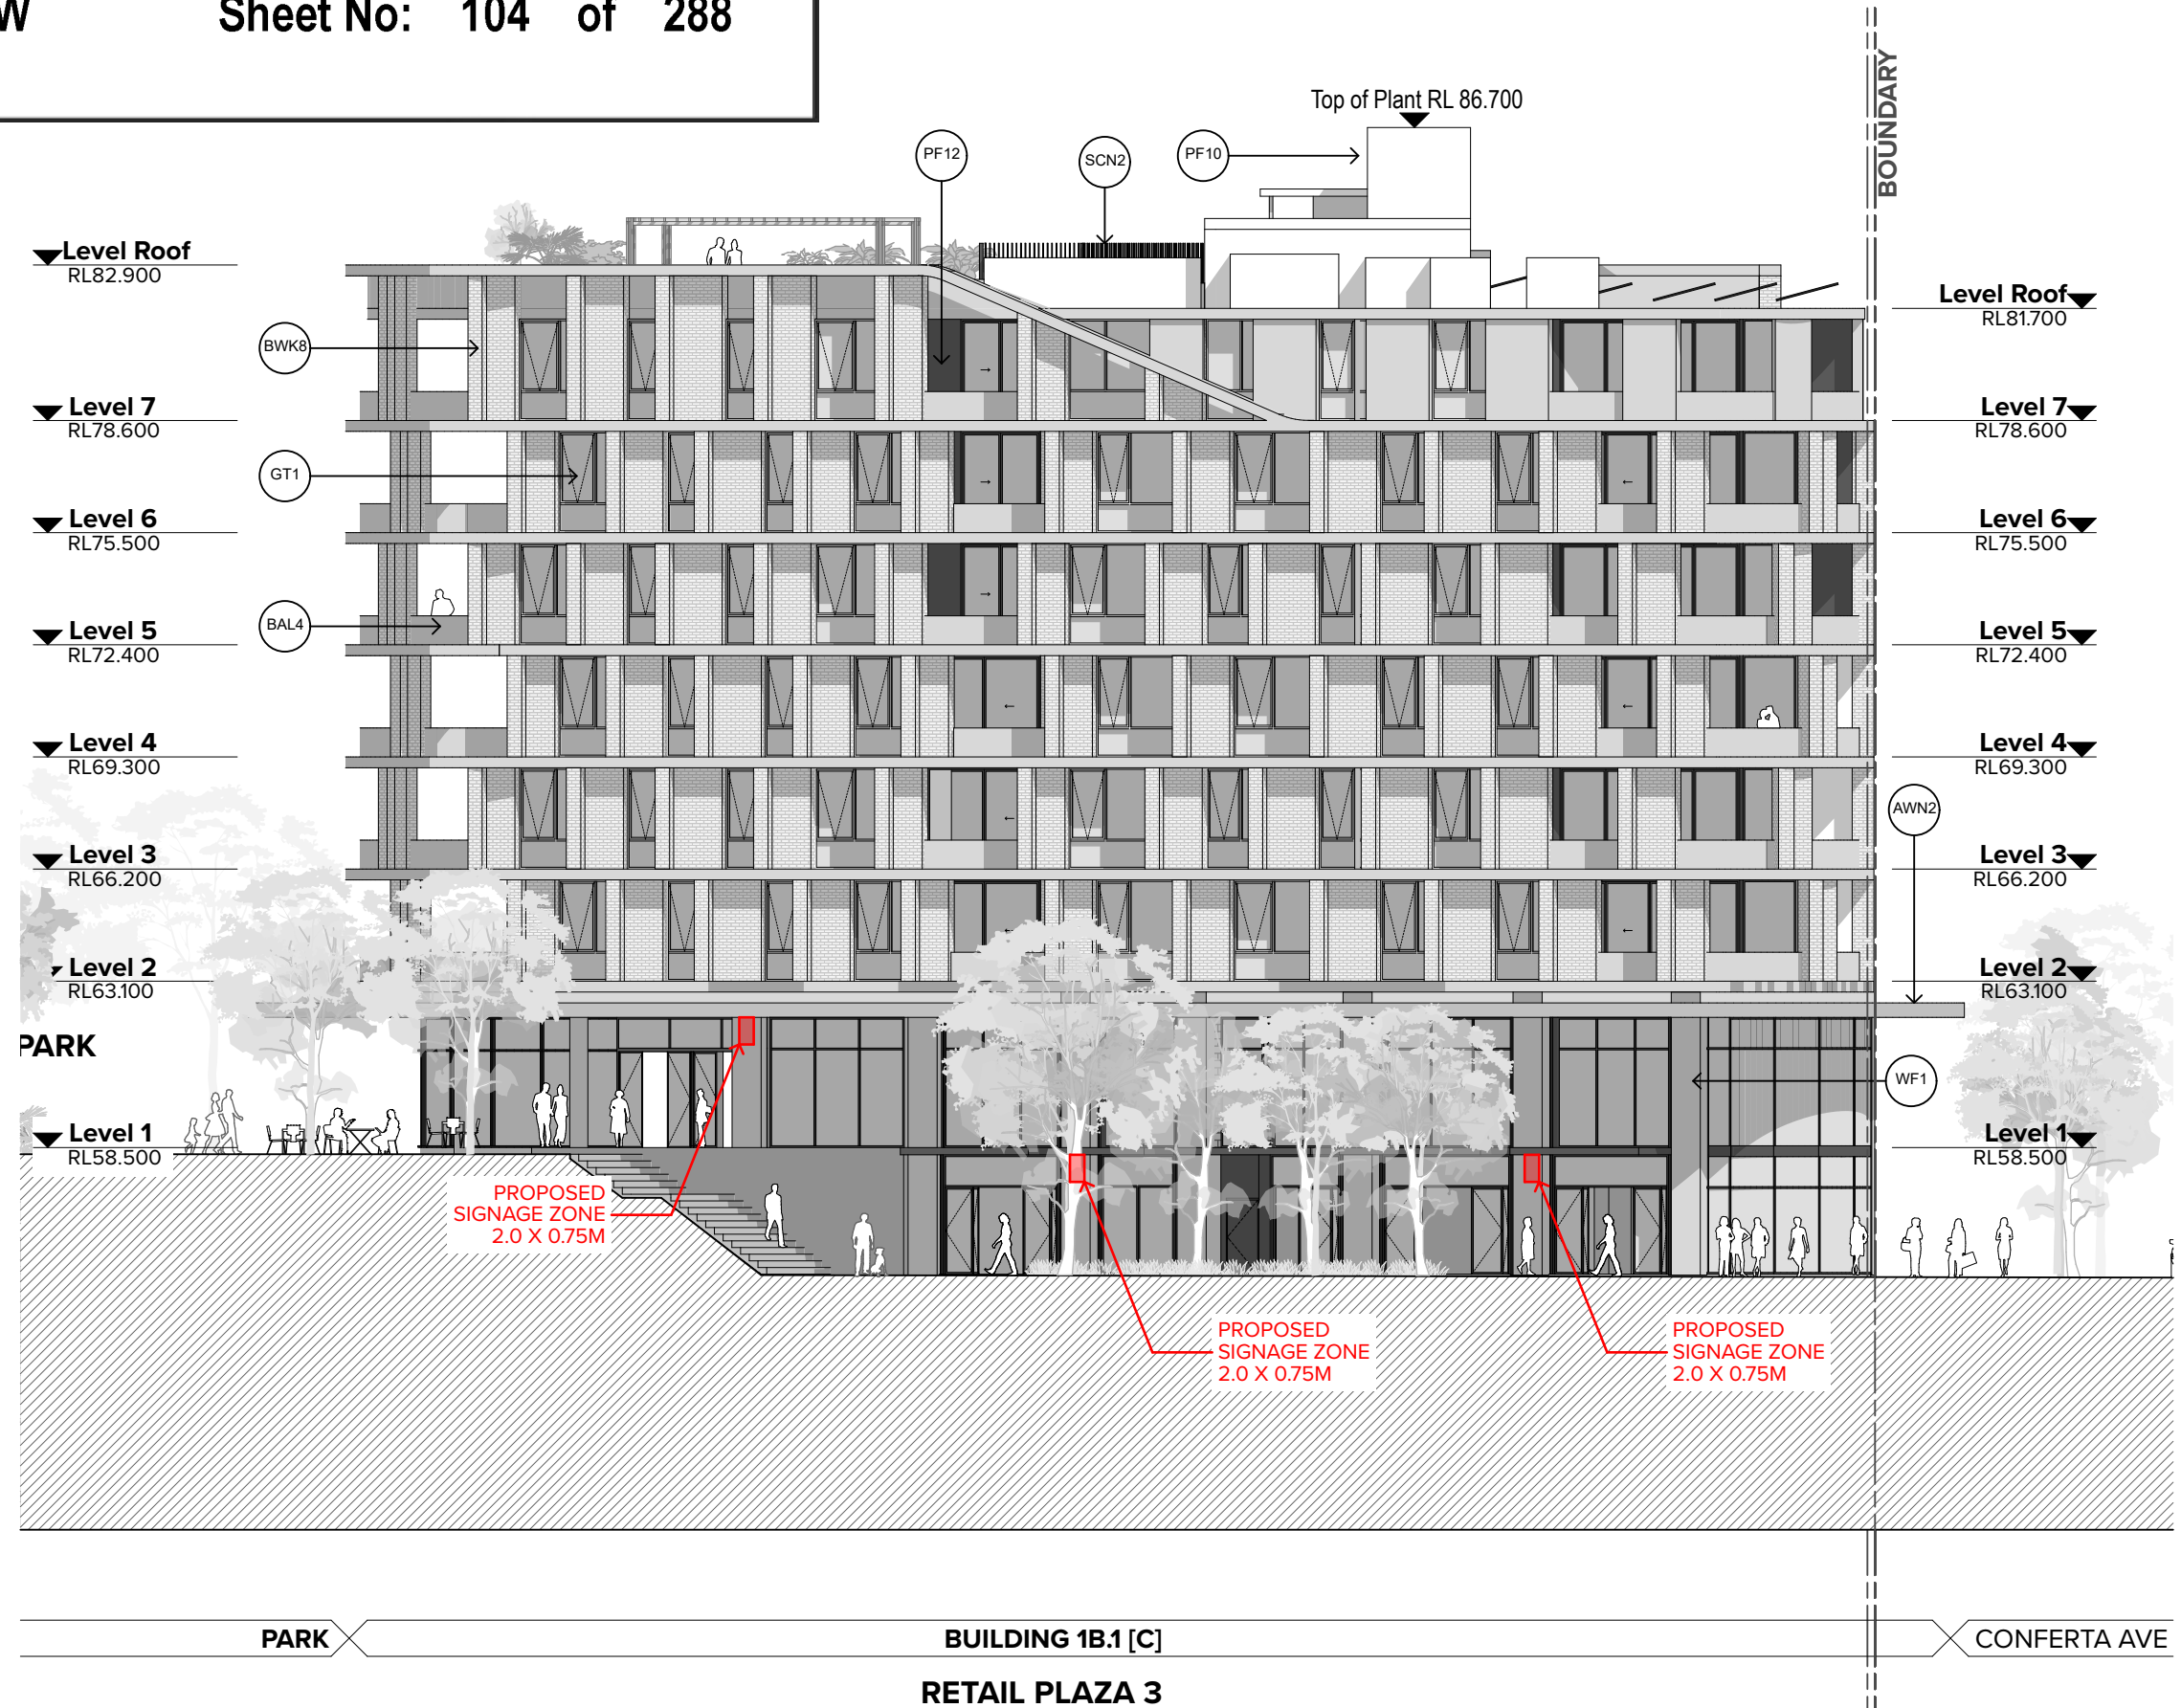 Sheet No: 104 of 288
BOUNDARY
Top of Plant RL 86.700
PF12
SCN2
PF10
Level Roof
RL82.900
Level Roof
RL81.700
BWK8
Level 7
RL78.600
Level 7
RL78.600
GT1
Level 6
RL75.500
Level 6
RL75.500
BAL4
Level 5
RL72.400
Level 5
RL72.400
Level 4
RL69.300
Level 4
RL69.300
AWN2
Level 3
RL66.200
Level 3
RL66.200
Level 2
RL63.100
Level 2
RL63.100
PARK
WF1
Level 1
RL58.500
Level 1
RL58.500
PROPOSED
SIGNAGE ZONE
2.0 X 0.75M
PROPOSED
SIGNAGE ZONE
2.0 X 0.75M
PROPOSED
SIGNAGE ZONE
2.0 X 0.75M
PARK
BUILDING 1B.1 [C]
CONFERTA AVE
RETAIL PLAZA 3